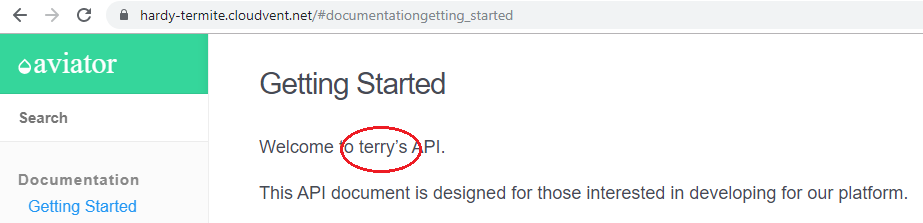 hardy-termite.cloudvent.net/#documentationgetting_started
aviator
Search
Documentation
Getting Started
Getting Started
Welcome to terry's API.
This API document is designed for those interested in developing for our platform.